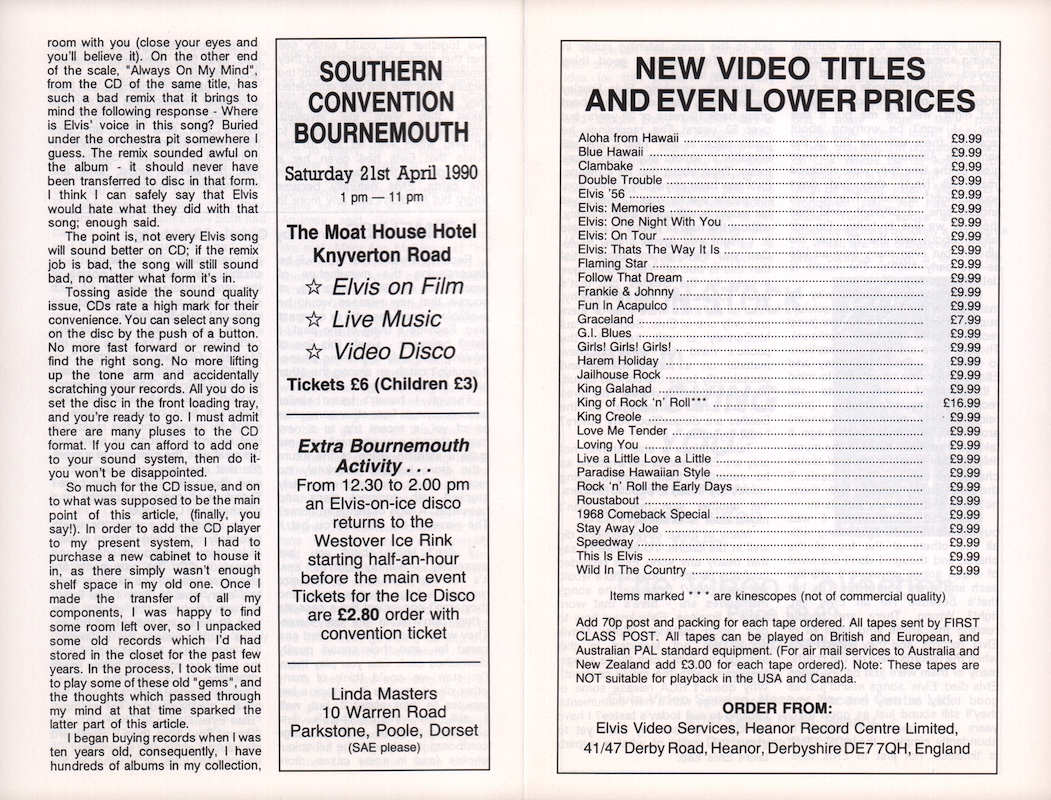 room with you (close your eyes and
you'll believe it). On the other end
of the scale, "Always On My Mind",
from the CD of the same title, has
such a bad remix that it brings to
mind the following response - Where
is Elvis' voice in this song? Buried
under the orchestra pit somewhere I
guess. The remix sounded awful on
the album - it should never have
been transferred to disc in that form.
I think I can safely say that Elvis
would hate what they did with that
song; enough said.
The point is, not every Elvis song
will sound better on CD; if the remix
job is bad, the song will still sound
bad, no matter what form it's in.
Tossing aside the sound quality
issue, CDs rate a high mark for their
convenience. You can select any song
on the disc by the push of a button.
No more fast forward or rewind to
find the right song. No more lifting
up the tone arm and accidentally
scratching your records. All you do is
set the disc in the front loading tray,
and you're ready to go. I must admit
there are many pluses to the CD
format. If you can afford to add one
to your sound system, then do it-
you won't be disappointed.
So much for the CD issue, and on
to what was supposed to be the main
point of this article, (finally, you
say!). In order to add the CD player
to my present system, I had to
purchase a new cabinet to house it
in, as there simply wasn't enough
shelf space in my old one. Once I
made the transfer of all my
components, I was happy to find
some room left over, so I unpacked
some old records which I'd had
stored in the closet for the past few
years. In the process, I took time out
to play some of these old "gems", and
the thoughts which passed through
my mind at that time sparked the
latter part of this article.
I began buying records when I was
ten years old, consequently, I have
hundreds of albums in my collection,
SOUTHERN
CONVENTION
BOURNEMOUTH
Saturday 21st April 1990
1 pm — 11 pm
The Moat House Hotel
Knyverton Road
☆ Elvis on Film
☆ Live Music
☆ Video Disco
Tickets £6 (Children £3)
Extra Bournemouth
Activity . . .
From 12.30 to 2.00 pm
an Elvis-on-ice disco
returns to the
Westover Ice Rink
starting half-an-hour
before the main event
Tickets for the Ice Disco
are £2.80 order with
convention ticket
Linda Masters
10 Warren Road
Parkstone, Poole, Dorset
(SAE please)
NEW VIDEO TITLES
AND EVEN LOWER PRICES
Aloha from Hawaii ........ £9.99
Blue Hawaii ........ £9.99
Clambake ........ £9.99
Double Trouble ........ £9.99
Elvis '56 ........ £9.99
Elvis: Memories ........ £9.99
Elvis: One Night With You ........ £9.99
Elvis: On Tour ........ £9.99
Elvis: Thats The Way It Is ........ £9.99
Flaming Star ........ £9.99
Follow That Dream ........ £9.99
Frankie & Johnny ........ £9.99
Fun In Acapulco ........ £9.99
Graceland ........ £7.99
G.I. Blues ........ £9.99
Girls! Girls! Girls! ........ £9.99
Harem Holiday ........ £9.99
Jailhouse Rock ........ £9.99
King Galahad ........ £9.99
King of Rock 'n' Roll*** ........ £16.99
King Creole ........ £9.99
Love Me Tender ........ £9.99
Loving You ........ £9.99
Live a Little Love a Little ........ £9.99
Paradise Hawaiian Style ........ £9.99
Rock 'n' Roll the Early Days ........ £9.99
Roustabout ........ £9.99
1968 Comeback Special ........ £9.99
Stay Away Joe ........ £9.99
Speedway ........ £9.99
This Is Elvis ........ £9.99
Wild In The Country ........ £9.99
Items marked * * * are kinescopes (not of commercial quality)
Add 70p post and packing for each tape ordered. All tapes sent by FIRST
CLASS POST. All tapes can be played on British and European, and
Australian PAL standard equipment. (For air mail services to Australia and
New Zealand add £3.00 for each tape ordered). Note: These tapes are
NOT suitable for playback in the USA and Canada.
ORDER FROM:
Elvis Video Services, Heanor Record Centre Limited,
41/47 Derby Road, Heanor, Derbyshire DE7 7QH, England